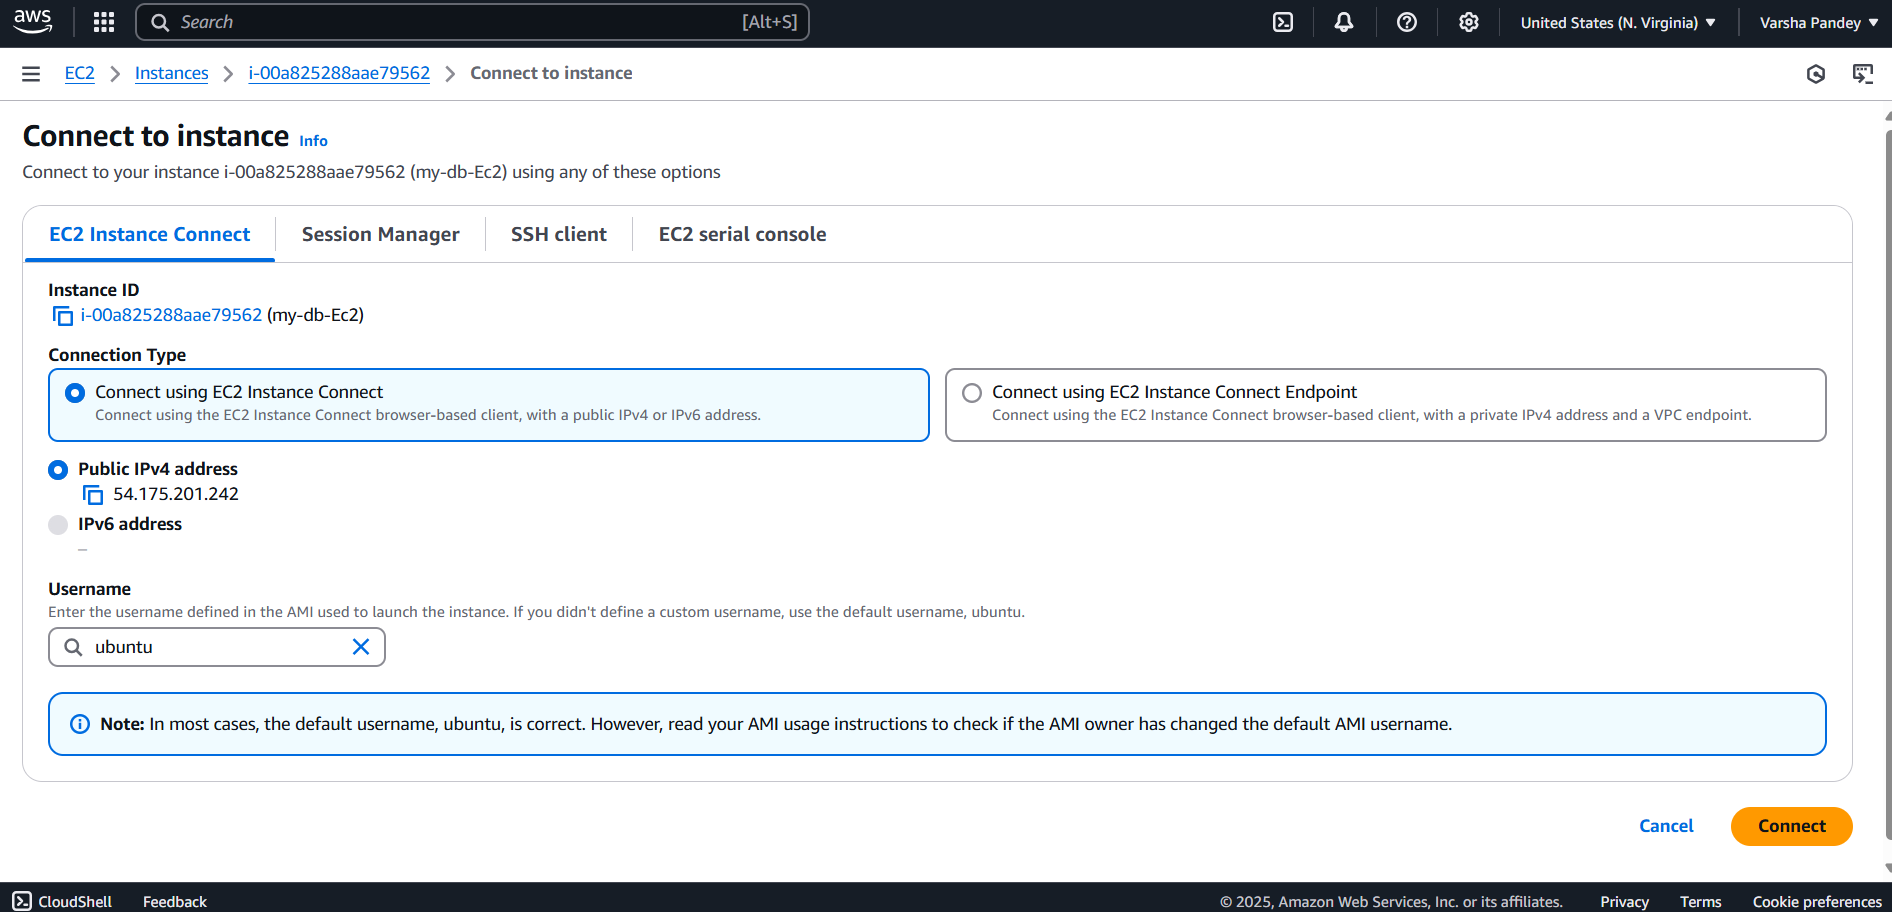 aws
Search [Alt+S]
United States (N. Virginia)
Varsha Pandey
EC2 Instances i-00a825288aae79562 Connect to instance
Connect to instance Info
Connect to your instance i-00a825288aae79562 (my-db-Ec2) using any of these options
EC2 Instance Connect Session Manager SSH client EC2 serial console
Instance ID
i-00a825288aae79562 (my-db-Ec2)
Connection Type
Connect using EC2 Instance Connect
Connect using the EC2 Instance Connect browser-based client, with a public IPv4 or IPv6 address.
Connect using EC2 Instance Connect Endpoint
Connect using the EC2 Instance Connect browser-based client, with a private IPv4 address and a VPC endpoint.
Public IPv4 address
54.175.201.242
IPv6 address
–
Username
Enter the username defined in the AMI used to launch the instance. If you didn't define a custom username, use the default username, ubuntu.
ubuntu
Note: In most cases, the default username, ubuntu, is correct. However, read your AMI usage instructions to check if the AMI owner has changed the default AMI username.
Cancel Connect
CloudShell Feedback © 2025, Amazon Web Services, Inc. or its affiliates. Privacy Terms Cookie preferences